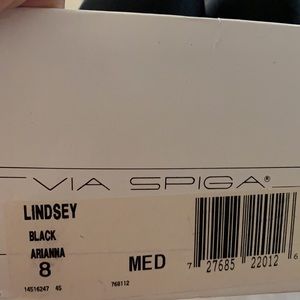 VIA SPIGA®
LINDSEY
BLACK
ARIANNA
8 MED
14516247 45 768112
7 27685 22012 6